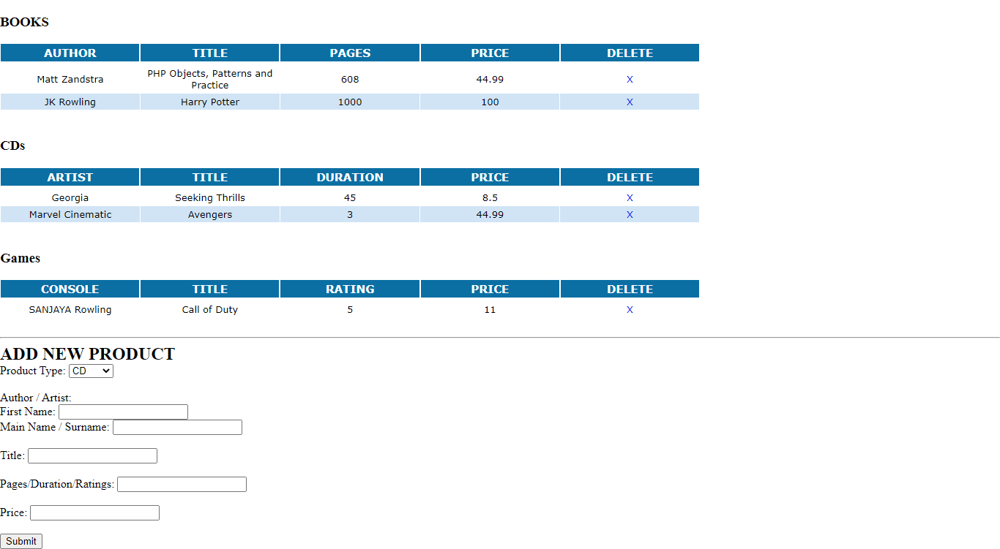 BOOKS
AUTHOR TITLE PAGES PRICE DELETE
Matt Zandstra PHP Objects, Patterns and Practice 608 44.99 X
JK Rowling Harry Potter 1000 100 X
CDs
ARTIST TITLE DURATION PRICE DELETE
Georgia Seeking Thrills 45 8.5 X
Marvel Cinematic Avengers 3 44.99 X
Games
CONSOLE TITLE RATING PRICE DELETE
SANJAYA Rowling Call of Duty 5 11 X
ADD NEW PRODUCT
Product Type: CD
Author / Artist:
First Name:
Main Name / Surname:
Title:
Pages/Duration/Ratings:
Price:
Submit